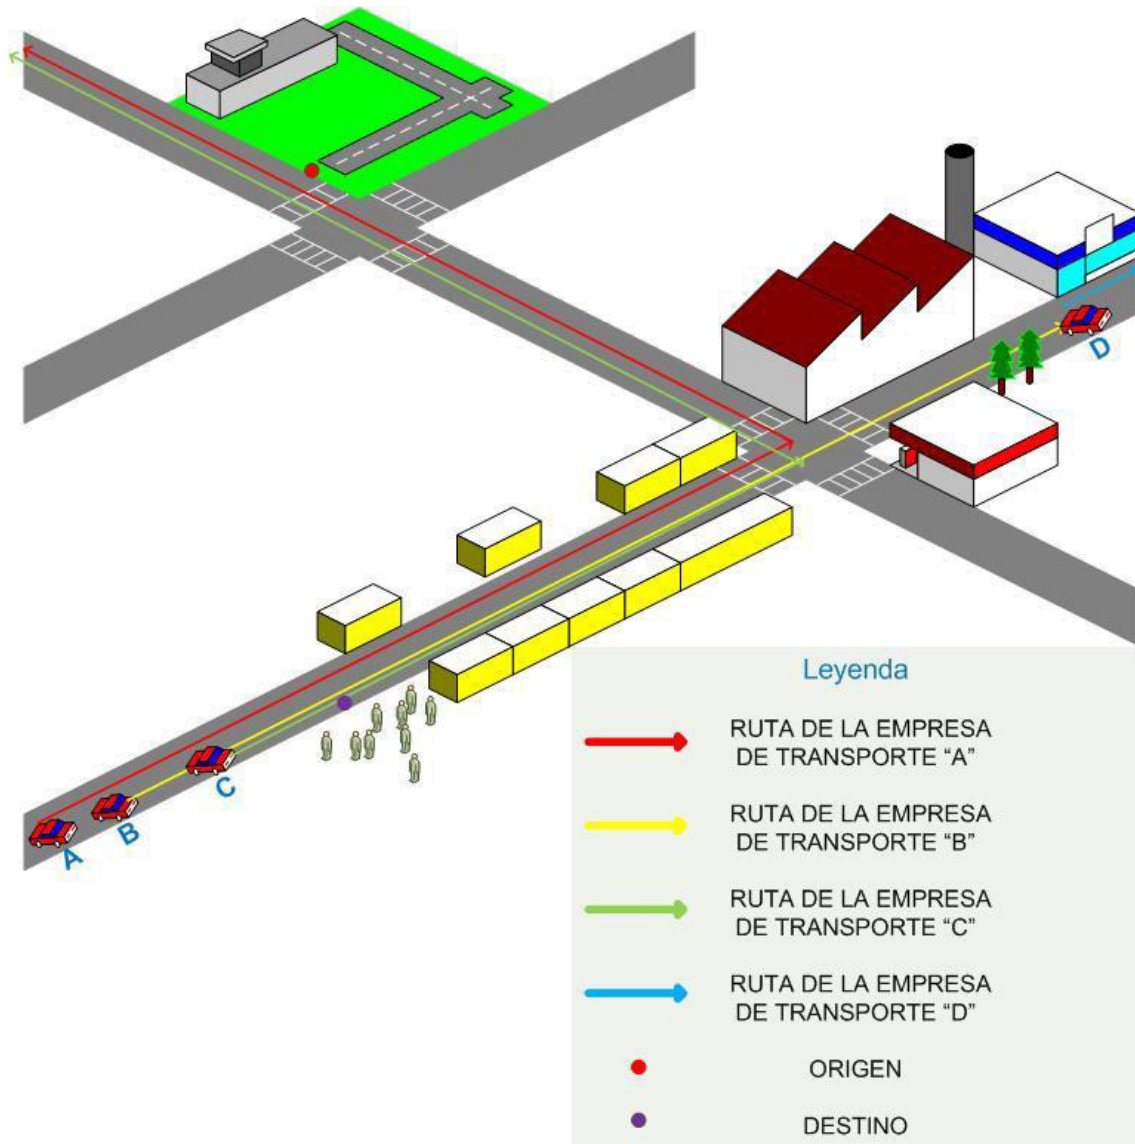 D
C
B
A
Leyenda
RUTA DE LA EMPRESA
DE TRANSPORTE “A”
RUTA DE LA EMPRESA
DE TRANSPORTE “B”
RUTA DE LA EMPRESA
DE TRANSPORTE “C”
RUTA DE LA EMPRESA
DE TRANSPORTE “D”
ORIGEN
DESTINO